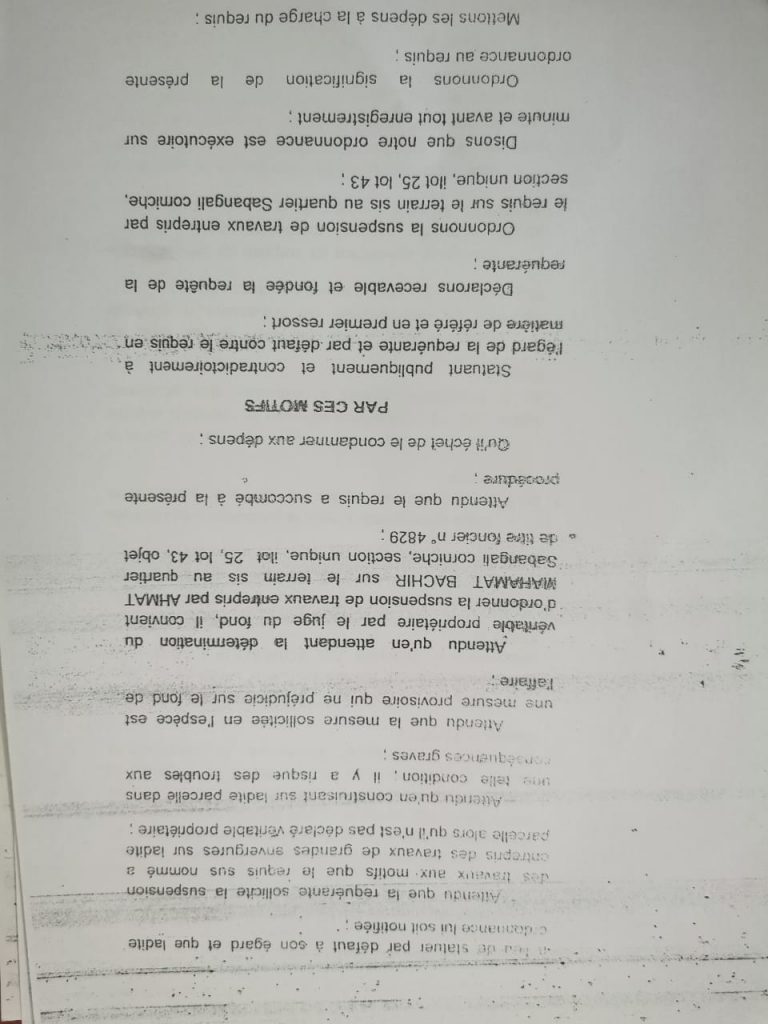 de statuer par défaut à son égard et que ladite
ordonnance lui soit notifiée ;
Attendu que la requérante sollicite la suspension
des travaux aux motifs que le requis sus nommé a
entrepris des travaux de grandes anvergures sur ladite
parcelle alors qu'il n'est pas déclaré véritable propriétaire ;
Attendu qu'en construisant sur ladite parcelle dans
une telle condition, il y a risque des troubles aux
conséquences graves ;
Attendu que la mesure sollicitée en l'espèce est
une mesure provisoire qui ne préjudicie sur le fond de
l'affaire ;
Attendu qu'en attendant la détermination du
véritable propriétaire par le juge du fond, il convient
d'ordonner la suspension de travaux entrepris par AHMAT
MAHAMAT BACHIR sur le terrain sis au quartier
Sabangali corniche, section unique, ilot 25, lot 43, objet
de titre foncier n° 4829 ;
Attendu que le requis a succombé à la présente
procédure ;
Qu'il échet de le condamner aux dépens ;
PAR CES MOTIFS
Statuant publiquement et contradictoirement à
l'égard de la requérante et par défaut contre le requis en
matière de référé et en premier ressort ;
Déclarons recevable et fondée la requête de la
requérante ;
Ordonnons la suspension de travaux entrepris par
le requis sur le terrain sis au quartier Sabangali corniche,
section unique, ilot 25, lot 43 ;
Disons que notre ordonnance est exécutoire sur
minute et avant tout enregistrement ;
Ordonnons la signification de la présente
ordonnance au requis ;
Mettons les dépens à la charge du requis ;